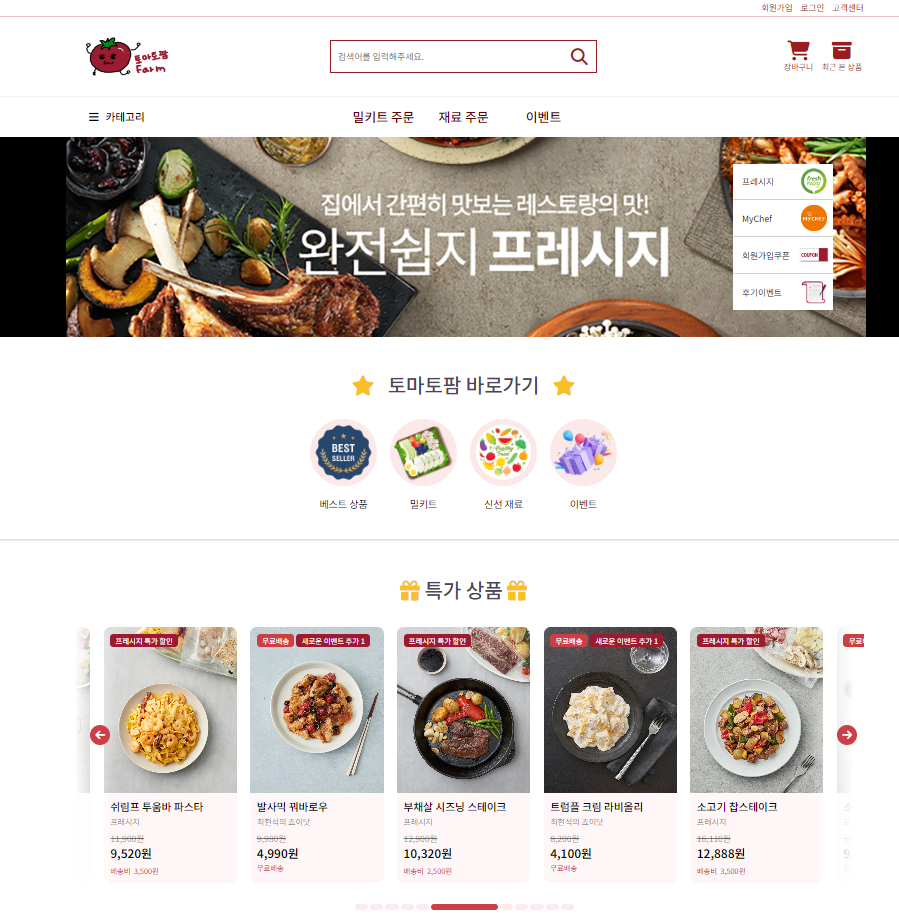 회원가입 로그인 고객센터
토마토팜
Farm
검색어를 입력해주세요.
장바구니 최근 본 상품
카테고리 밀키트 주문 재료 주문 이벤트
집에서 간편히 맛보는 레스토랑의 맛!
완전쉽지 프레시지
프레시지
fresh
easy
MyChef
MYCHEF
회원가입쿠폰 COUPON
후기이벤트
토마토팜 바로가기
BEST
SELLER
Healthy
Food
베스트 상품 밀키트 신선 재료 이벤트
특가 상품
프레시지 특가 할인
쉬림프 투움바 파스타
프레시지
11,900원
9,520원
배송비 3,500원
무료배송 새로운 이벤트 추가 1
발사믹 꿔바로우
최현석의 쵸이닷
9,980원
4,990원
무료배송
프레시지 특가 할인
부채살 시즈닝 스테이크
프레시지
12,900원
10,320원
배송비 2,500원
무료배송 새로운 이벤트 추가 1
트럼플 크림 라비올리
최현석의 쵸이닷
8,200원
4,100원
무료배송
프레시지 특가 할인
소고기 찹스테이크
프레시지
16,110원
12,888원
배송비 3,500원